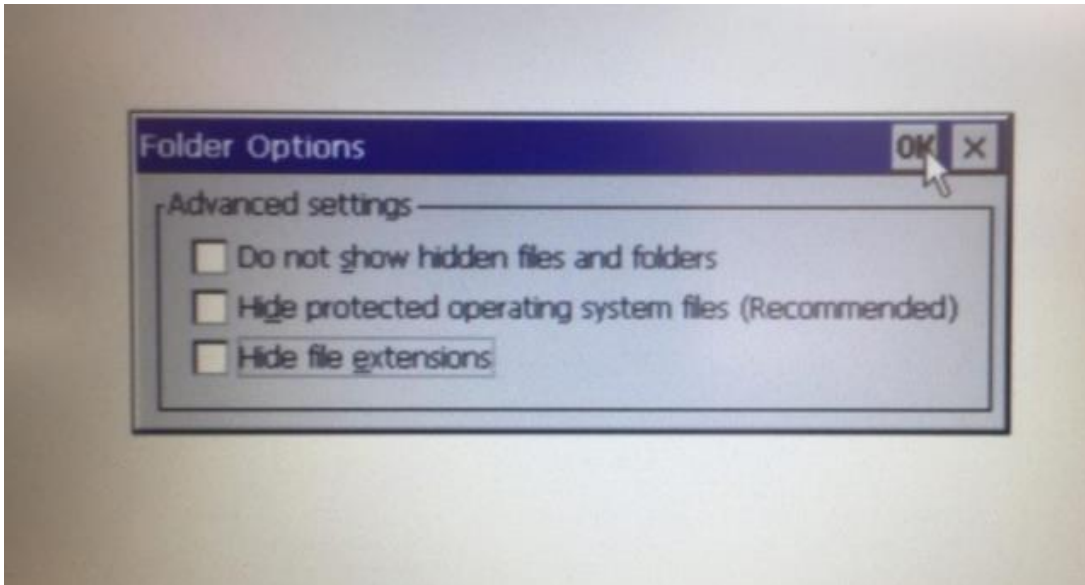 Folder Options OK ×
Advanced settings
Do not show hidden files and folders
Hide protected operating system files (Recommended)
Hide file extensions